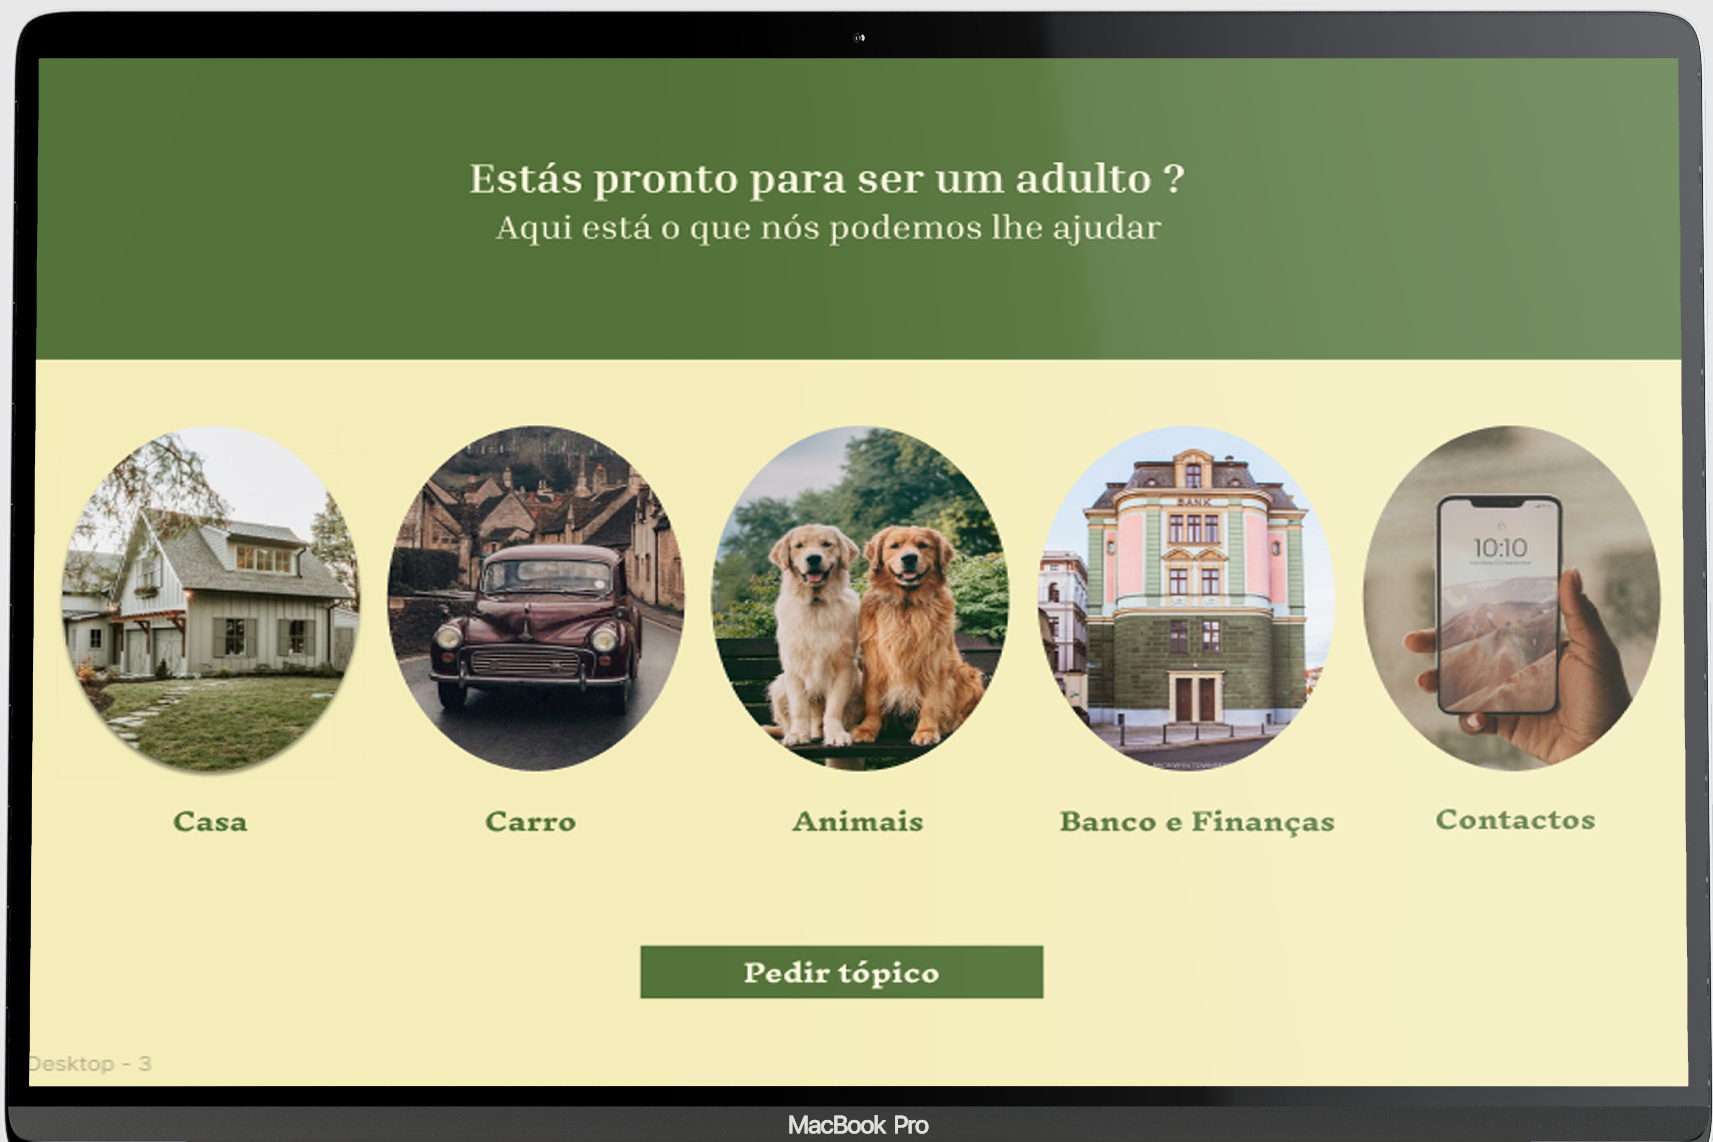 Estás pronto para ser um adulto ?
Aqui está o que nós podemos lhe ajudar
BANK
10:10
Casa
Carro
Animais
Banco e Finanças
Contactos
Pedir tópico
Desktop - 3
MacBook Pro